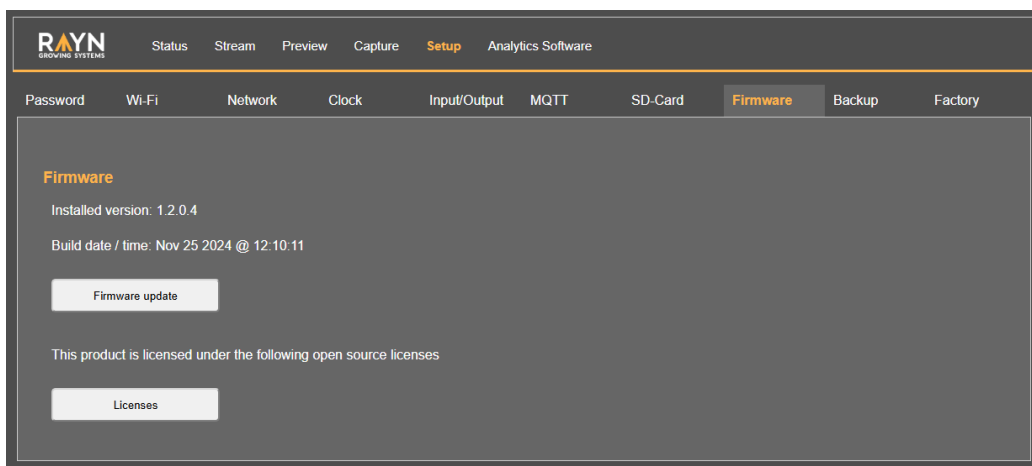 RAYN
GROWING SYSTEMS
Status Stream Preview Capture Setup Analytics Software
Password Wi-Fi Network Clock Input/Output MQTT SD-Card Firmware Backup Factory
Firmware
Installed version: 1.2.0.4
Build date / time: Nov 25 2024 @ 12:10:11
Firmware update
This product is licensed under the following open source licenses
Licenses